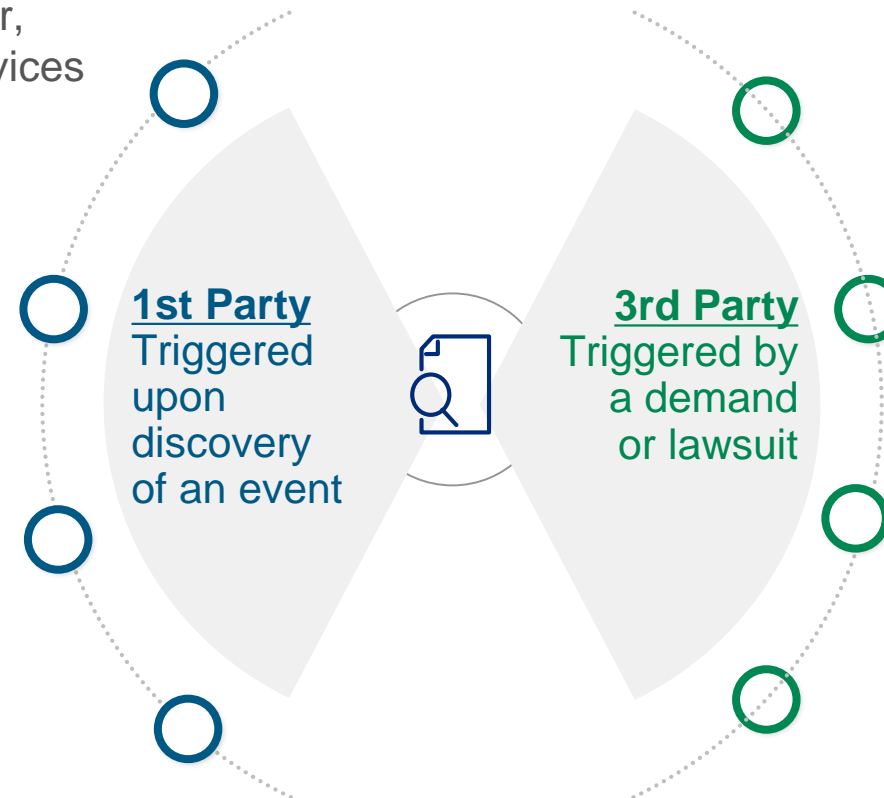 r,
vices
1st Party
Triggered
upon
discovery
of an event
3rd Party
Triggered by
a demand
or lawsuit